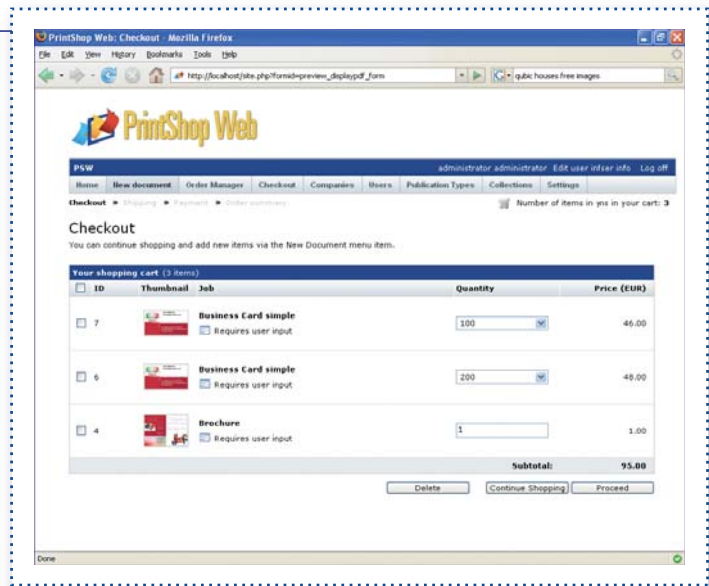 PrintShop Web: Checkout - Mozilla Firefox
File Edit View History Bookmarks Tools Help
http://localhost/site.php?formid=preview_displaypdf_form
qubic houses free images
PrintShop Web
PSW administrator administrator Edit user infser info Log off
Home New document Order Manager Checkout Companies Users Publication Types Collections Settings
Checkout Shipping Payment Order summary Number of items in yns in your cart: 3
Checkout
You can continue shopping and add new items via the New Document menu item.
Your shopping cart (3 items)
ID Thumbnail Job Quantity Price (EUR)
7 Business Card simple 100 46.00
Requires user input
6 Business Card simple 200 48.00
Requires user input
4 Brochure 1 1.00
Requires user input
Subtotal: 95.00
Delete Continue Shopping Proceed
Done